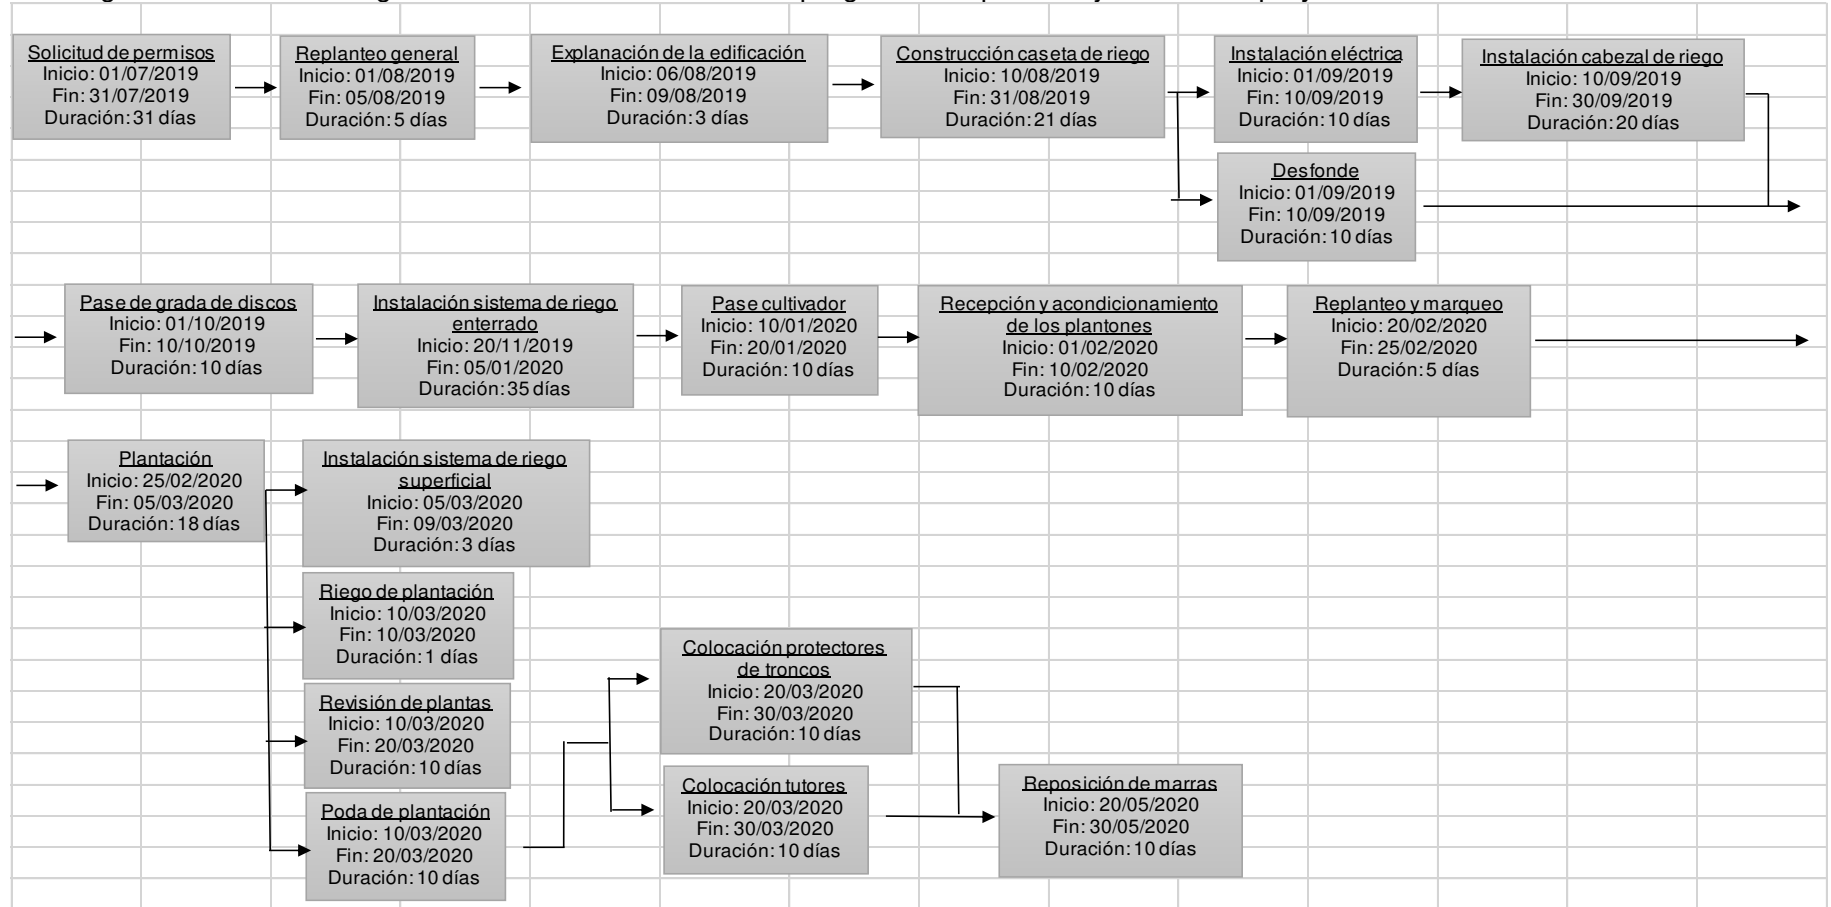 Solicitud de permisos
Inicio: 01/07/2019
Fin: 31/07/2019
Duración: 31 días
Replanteo general
Inicio: 01/08/2019
Fin: 05/08/2019
Duración: 5 días
Explanación de la edificación
Inicio: 06/08/2019
Fin: 09/08/2019
Duración: 3 días
Construcción caseta de riego
Inicio: 10/08/2019
Fin: 31/08/2019
Duración: 21 días
Instalación eléctrica
Inicio: 01/09/2019
Fin: 10/09/2019
Duración: 10 días
Instalación cabezal de riego
Inicio: 10/09/2019
Fin: 30/09/2019
Duración: 20 días
Desfonde
Inicio: 01/09/2019
Fin: 10/09/2019
Duración: 10 días
Pase de grada de discos
Inicio: 01/10/2019
Fin: 10/10/2019
Duración: 10 días
Instalación sistema de riego
enterrado
Inicio: 20/11/2019
Fin: 05/01/2020
Duración: 35 días
Pase cultivador
Inicio: 10/01/2020
Fin: 20/01/2020
Duración: 10 días
Recepción y acondicionamiento
de los plantones
Inicio: 01/02/2020
Fin: 10/02/2020
Duración: 10 días
Replanteo y marqueo
Inicio: 20/02/2020
Fin: 25/02/2020
Duración: 5 días
Plantación
Inicio: 25/02/2020
Fin: 05/03/2020
Duración: 18 días
Instalación sistema de riego
superficial
Inicio: 05/03/2020
Fin: 09/03/2020
Duración: 3 días
Riego de plantación
Inicio: 10/03/2020
Fin: 10/03/2020
Duración: 1 días
Revisión de plantas
Inicio: 10/03/2020
Fin: 20/03/2020
Duración: 10 días
Poda de plantación
Inicio: 10/03/2020
Fin: 20/03/2020
Duración: 10 días
Colocación protectores
de troncos
Inicio: 20/03/2020
Fin: 30/03/2020
Duración: 10 días
Colocación tutores
Inicio: 20/03/2020
Fin: 30/03/2020
Duración: 10 días
Reposición de marras
Inicio: 20/05/2020
Fin: 30/05/2020
Duración: 10 días